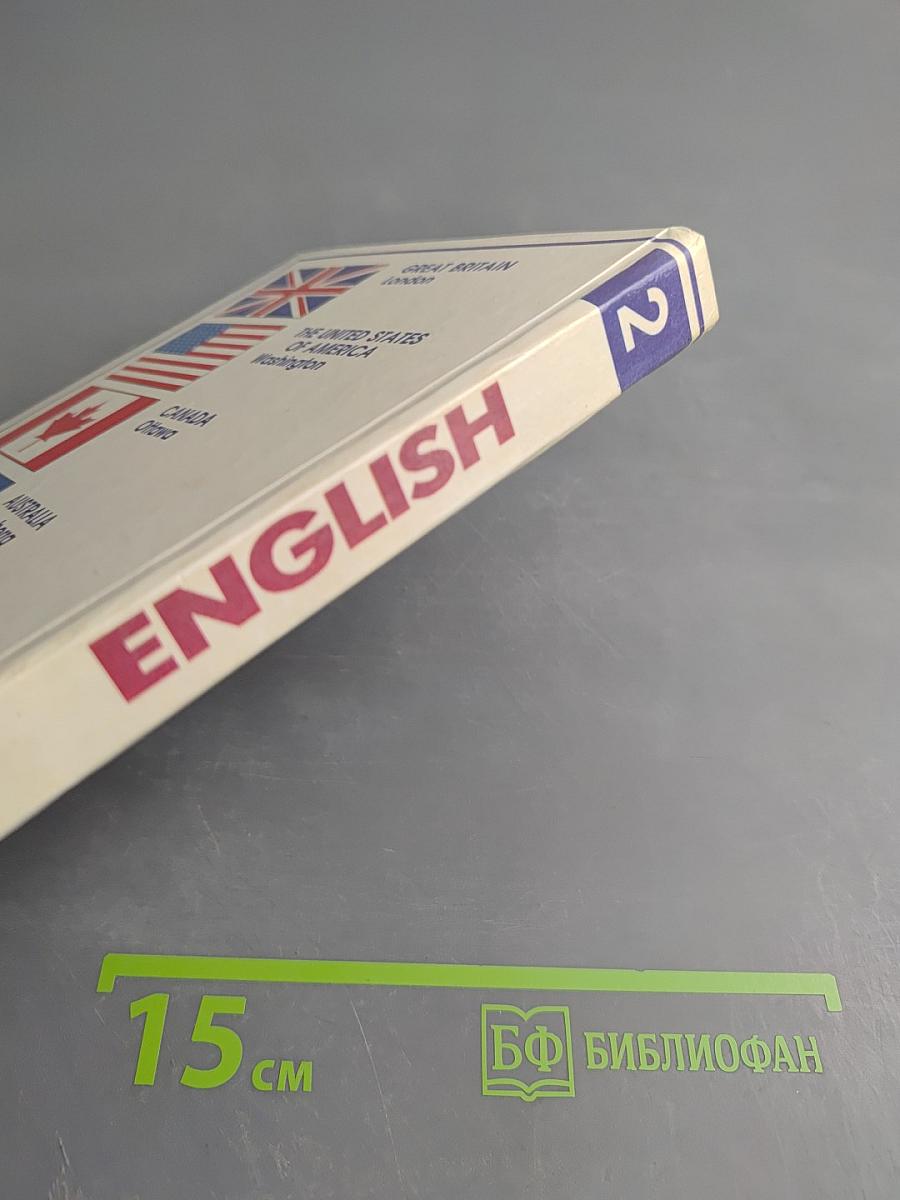 GREAT BRITAIN
London
THE UNITED STATES
OF AMERICA
Washington
CANADA
Ottawa
AUSTRALIA
ENGLISH
2
15 см
БФ БИБЛИОФАН